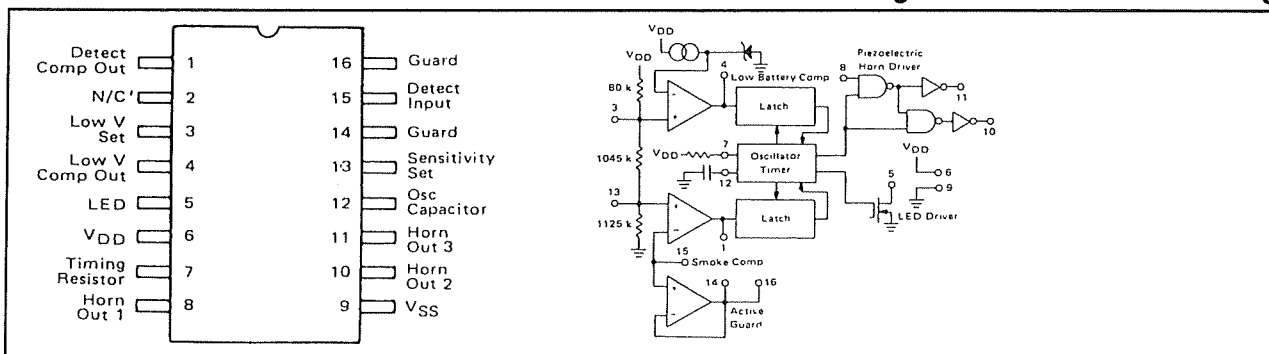 Detect
Comp Out
1
N/C'
2
Low V
Set
3
Low V
Comp Out
4
LED
5
VDD
6
Timing
Resistor
7
Horn
Out 1
8
16
Guard
15
Detect
Input
14
Guard
13
Sensitivity
Set
12
Osc
Capacitor
11
Horn
Out 3
10
Horn
Out 2
9
VSS
VDD
VDD
80 k
3
1045 k
13
1125 k
4
Low Battery Comp
Latch
VDD
7
12
Oscillator
Timer
Latch
1
15
Smoke Comp
14
16
Active
Guard
Piezoelectric
Horn Driver
8
11
10
VDD
6
9
5
LED Driver